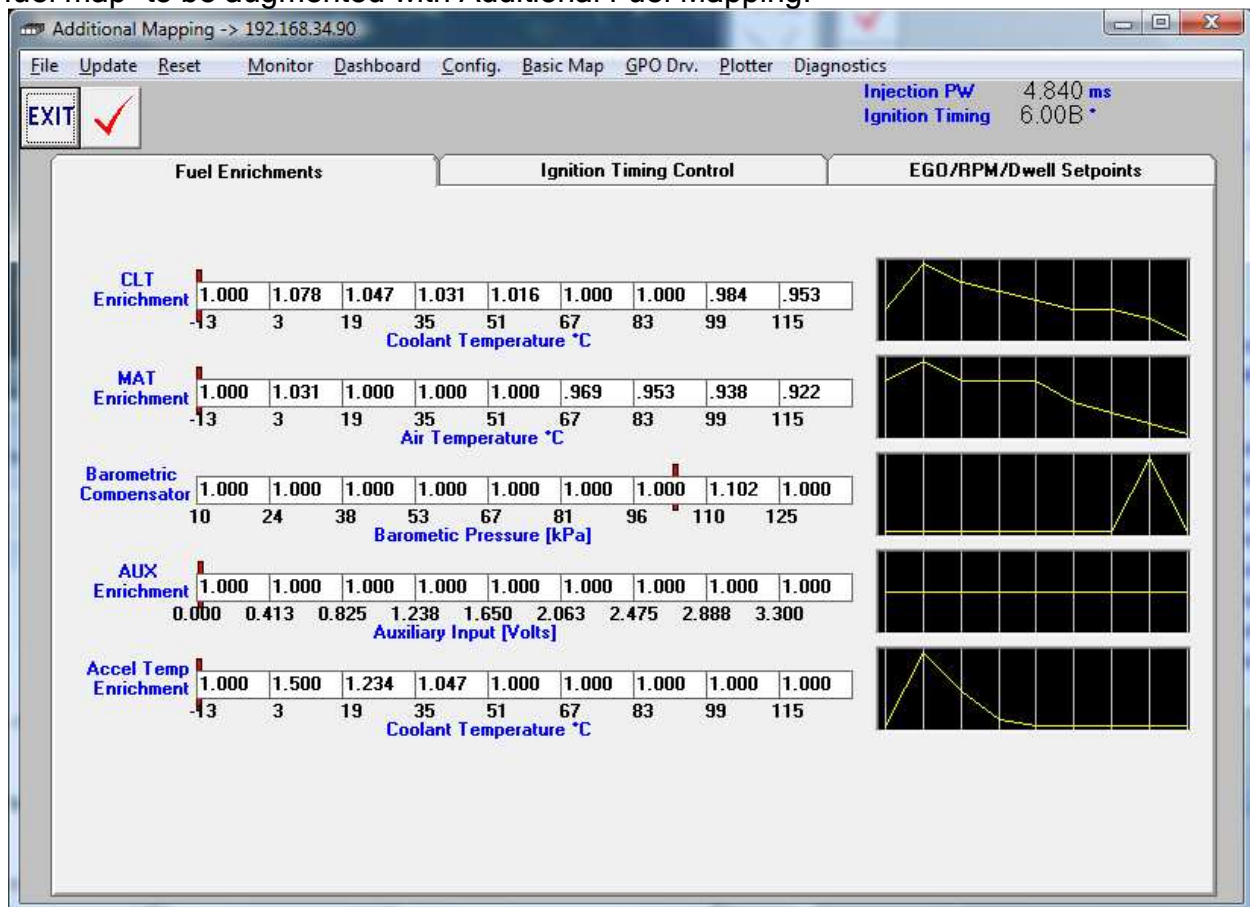 fuel map" to be augmented with Additional Fuel Mapping.
Additional Mapping -> 192.168.34.90
File Update Reset Monitor Dashboard Config. Basic Map GPO Drv. Plotter Diagnostics
EXIT
Injection PW 4.840 ms
Ignition Timing 6.00B °
Fuel Enrichments Ignition Timing Control EGO/RPM/Dwell Setpoints
CLT
Enrichment 1.000 1.078 1.047 1.031 1.016 1.000 1.000 .984 .953
-13 3 19 35 51 67 83 99 115
Coolant Temperature °C
MAT
Enrichment 1.000 1.031 1.000 1.000 1.000 .969 .953 .938 .922
-13 3 19 35 51 67 83 99 115
Air Temperature °C
Barometric
Compensator 1.000 1.000 1.000 1.000 1.000 1.000 1.000 1.102 1.000
10 24 38 53 67 81 96 110 125
Barometic Pressure [kPa]
AUX
Enrichment 1.000 1.000 1.000 1.000 1.000 1.000 1.000 1.000 1.000
0.000 0.413 0.825 1.238 1.650 2.063 2.475 2.888 3.300
Auxiliary Input [Volts]
Accel Temp
Enrichment 1.000 1.500 1.234 1.047 1.000 1.000 1.000 1.000 1.000
-13 3 19 35 51 67 83 99 115
Coolant Temperature °C